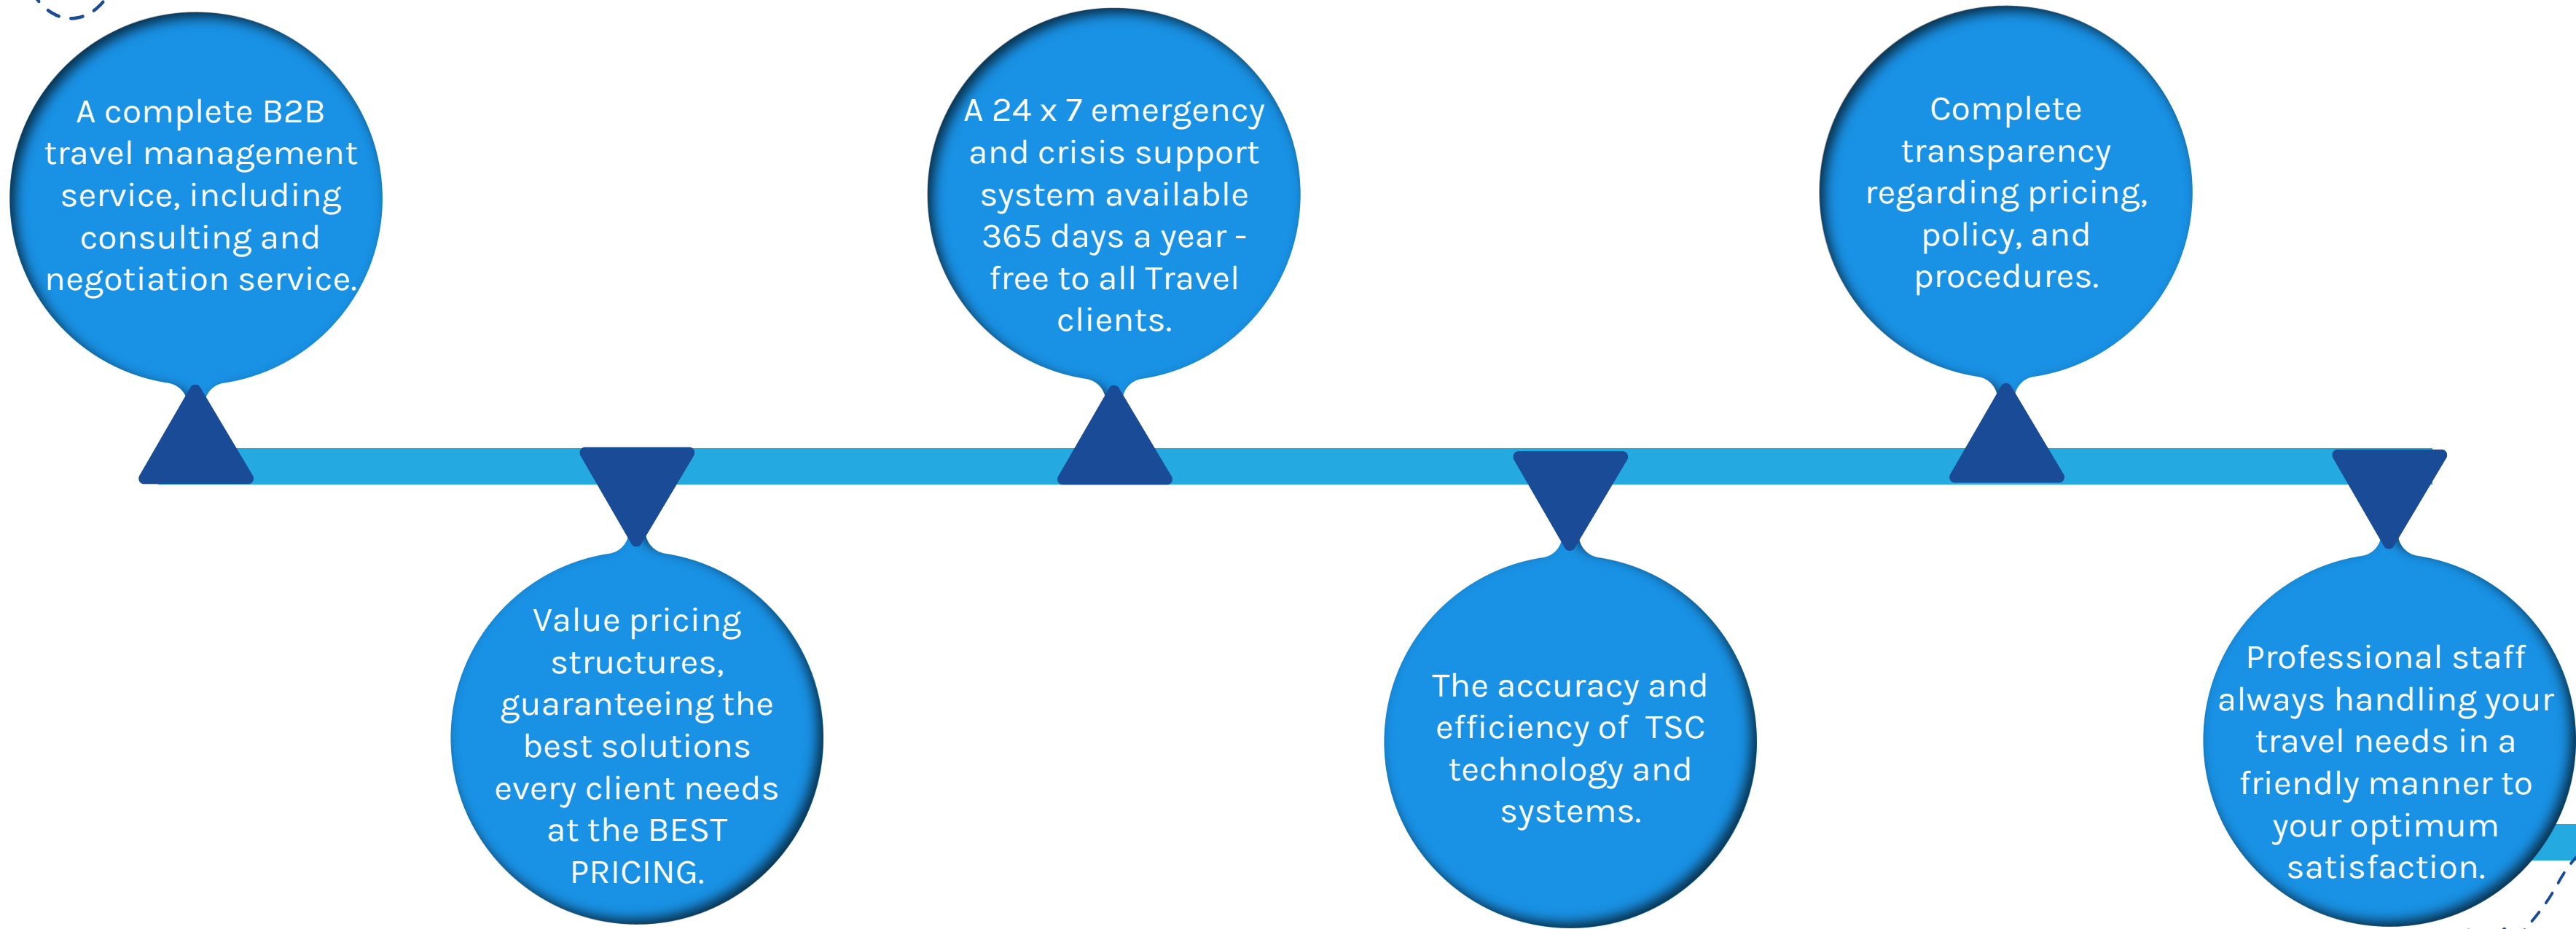 A complete B2B
travel management
service, including
consulting and
negotiation service.
Value pricing
structures,
guaranteeing the
best solutions
every client needs
at the BEST
PRICING.
A 24 x 7 emergency
and crisis support
system available
365 days a year -
free to all Travel
clients.
The accuracy and
efficiency of  TSC
technology and
systems.
Complete
transparency
regarding pricing,
policy, and
procedures.
Professional staff
always handling your
travel needs in a
friendly manner to
your optimum
satisfaction.